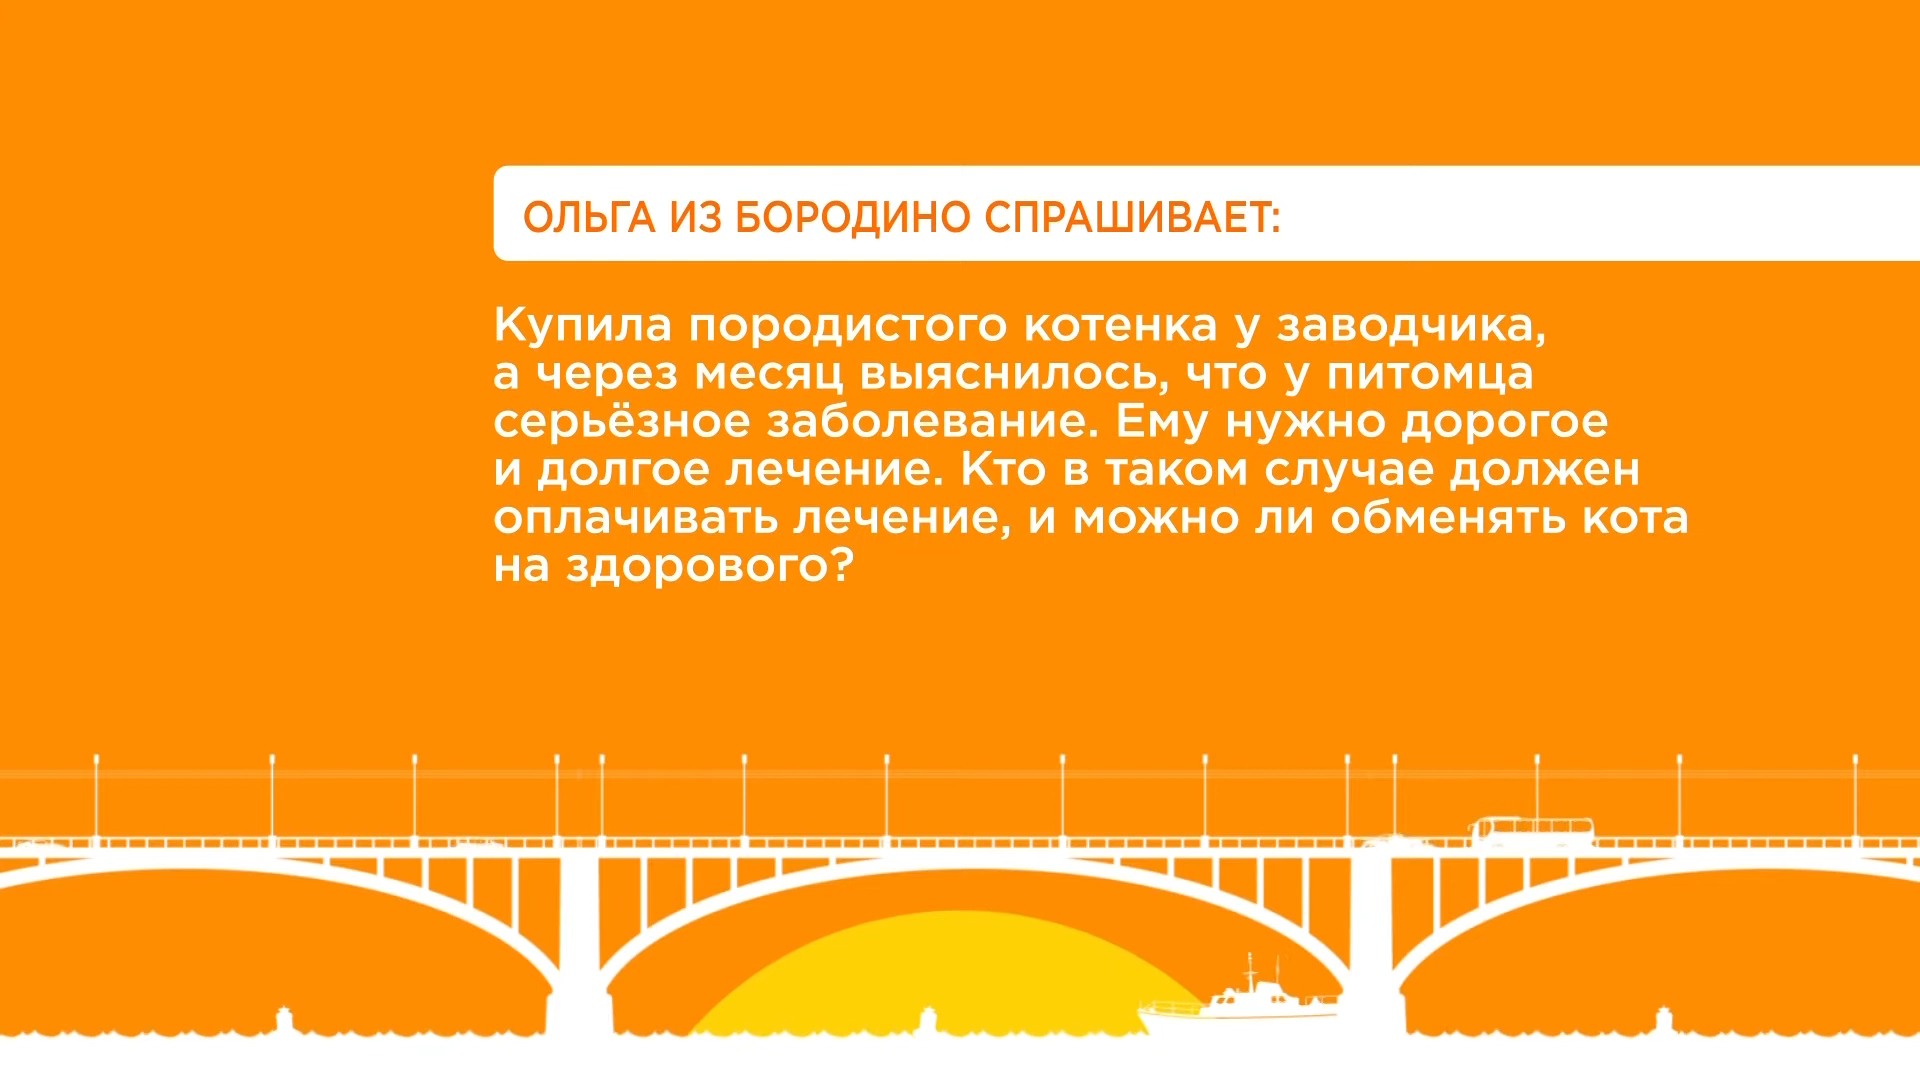 ОЛЬГА ИЗ БОРОДИНО СПРАШИВАЕТ:
Купила породистого котенка у заводчика,
а через месяц выяснилось, что у питомца
серьёзное заболевание. Ему нужно дорогое
и долгое лечение. Кто в таком случае должен
оплачивать лечение, и можно ли обменять кота
на здорового?